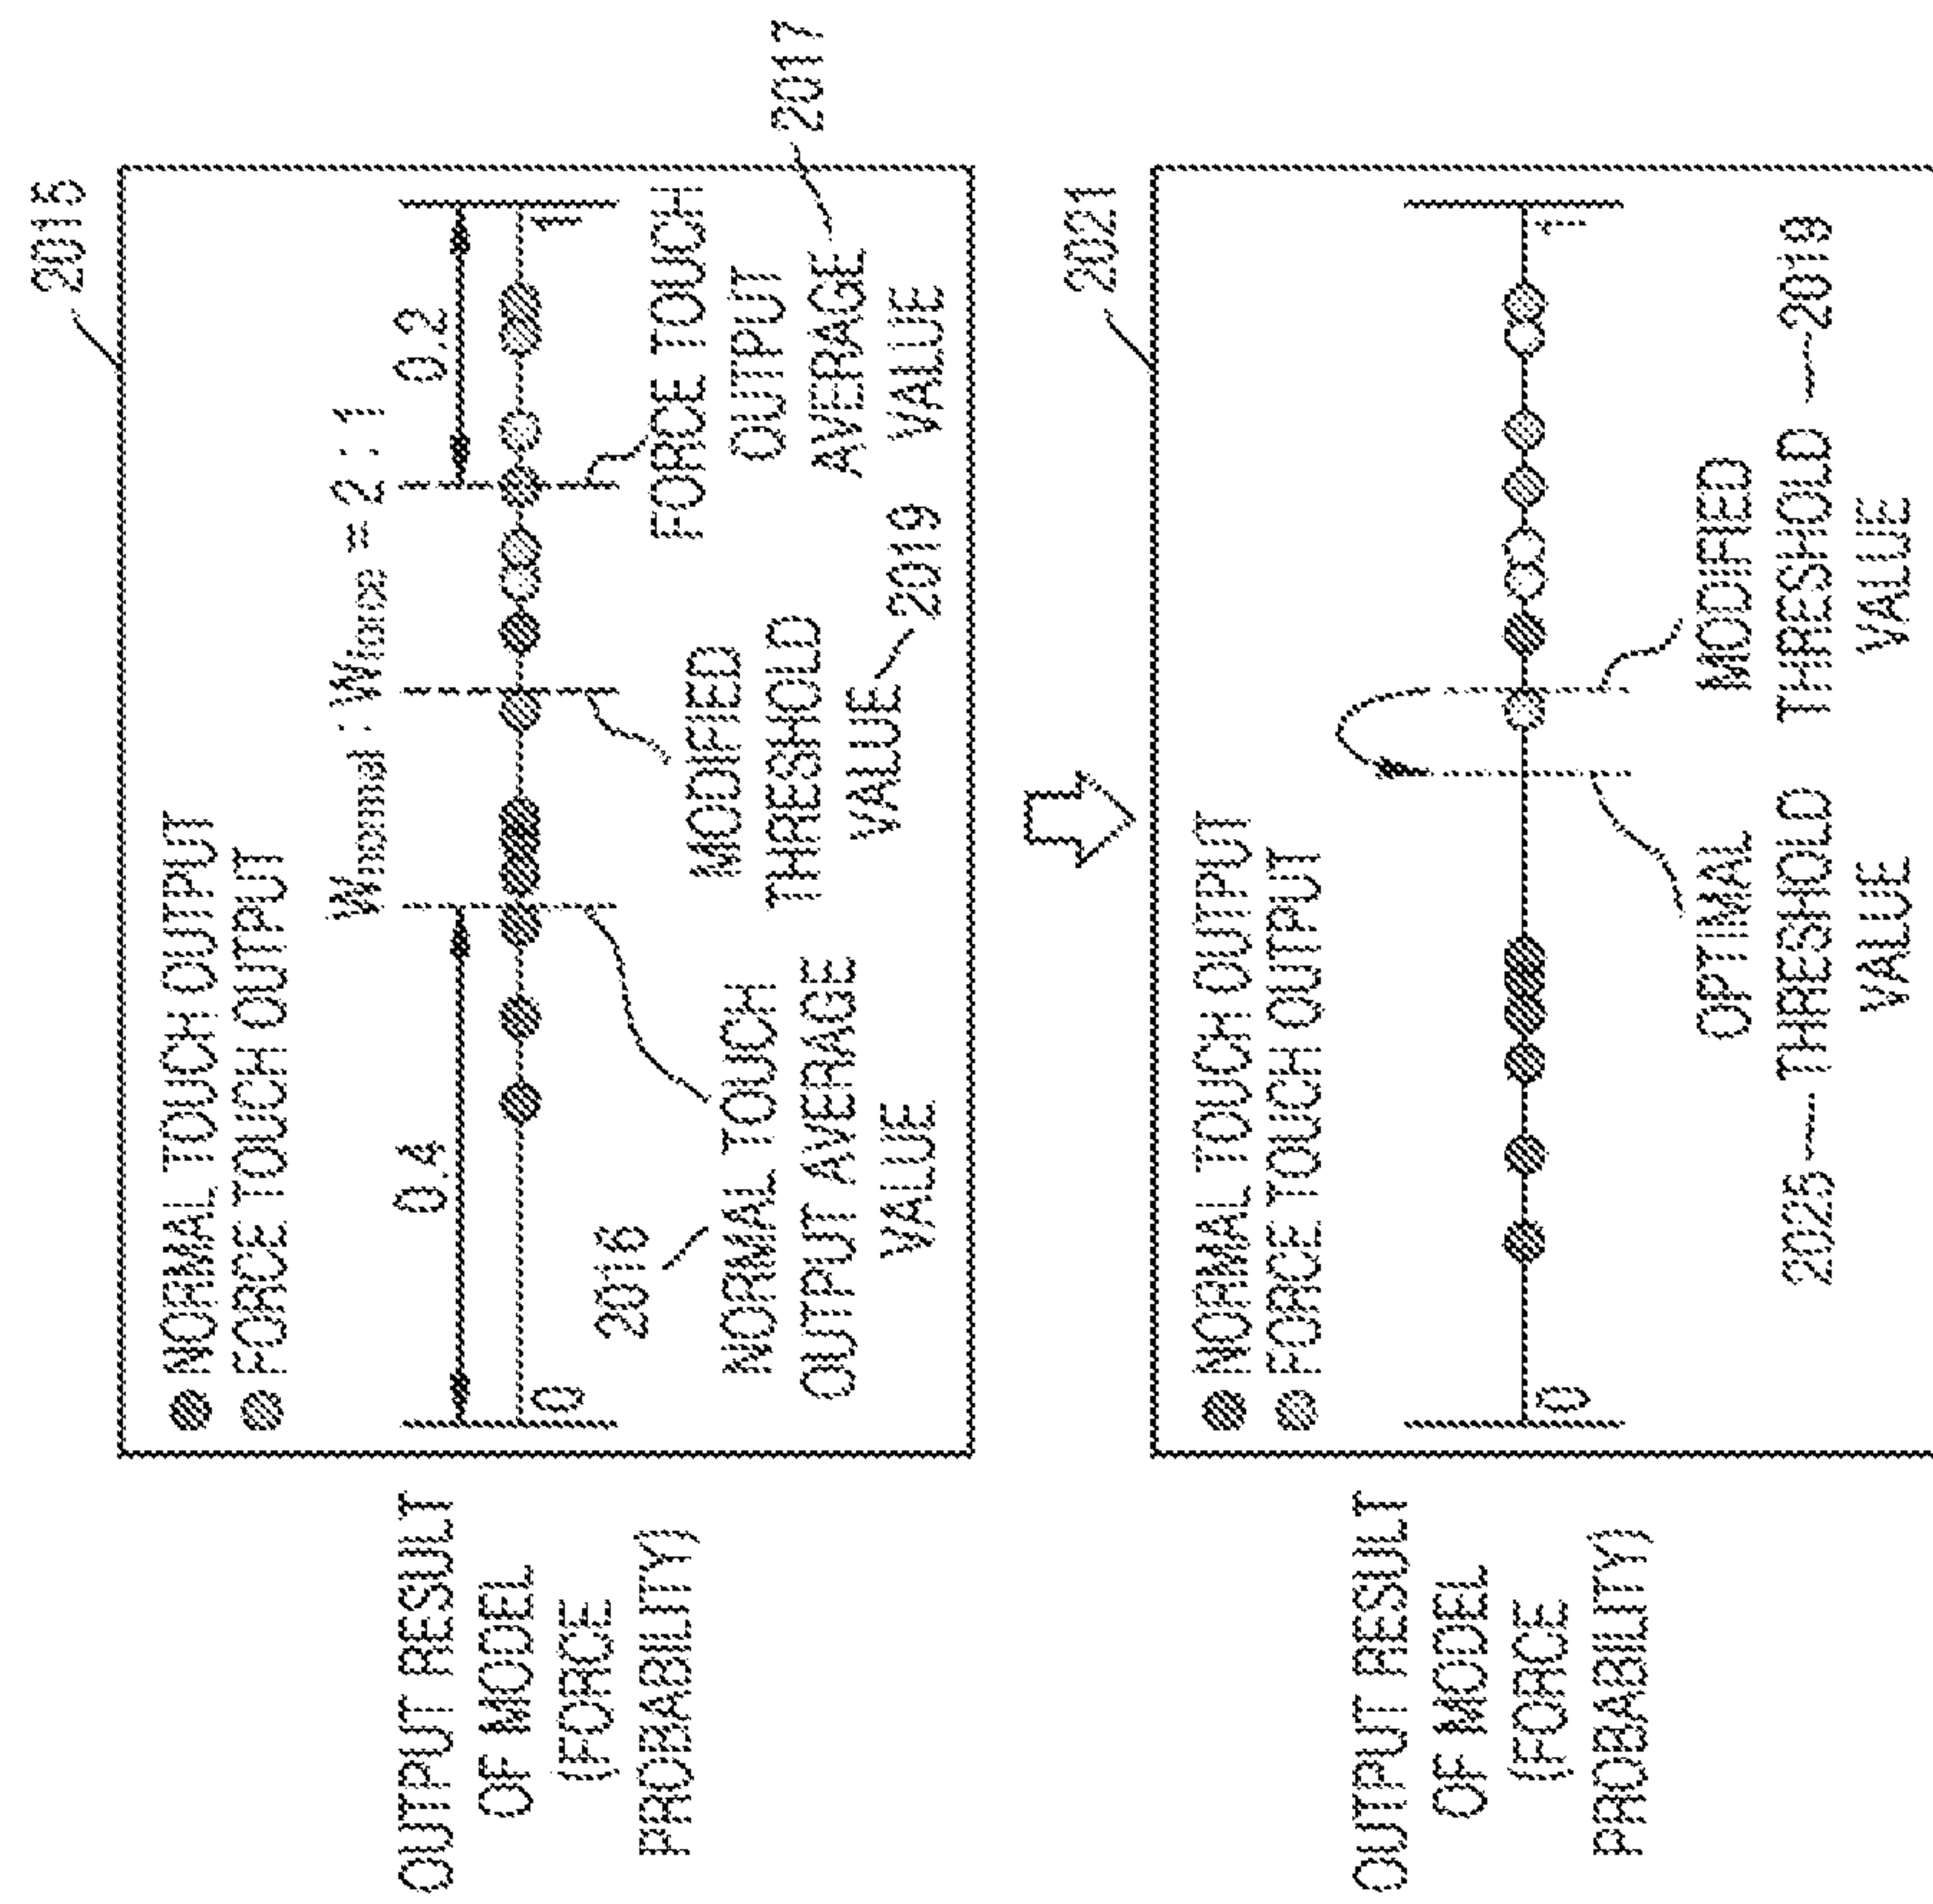 2015
OUTPUT RESULT
OF MODEL
(FORCE
PROBABILITY)
NORMAL TOUCH OUTPUT
FORCE TOUCH OUTPUT
Wnormal : Wforce = 2 : 1
0.4
0.2
0
1
2016
NORMAL TOUCH
OUTPUT AVERAGE
VALUE
MODIFIED
THRESHOLD
VALUE
2019
FORCE TOUCH
OUTPUT
AVERAGE
VALUE
2017
2021
OUTPUT RESULT
OF MODEL
(FORCE
PROBABILITY)
NORMAL TOUCH OUTPUT
FORCE TOUCH OUTPUT
0
1
OPTIMAL
2025 THRESHOLD
VALUE
MODIFIED
THRESHOLD 2019
VALUE